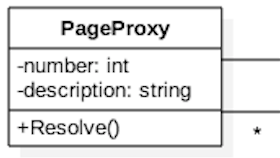 PageProxy
-number: int
-description: string
+Resolve()
*